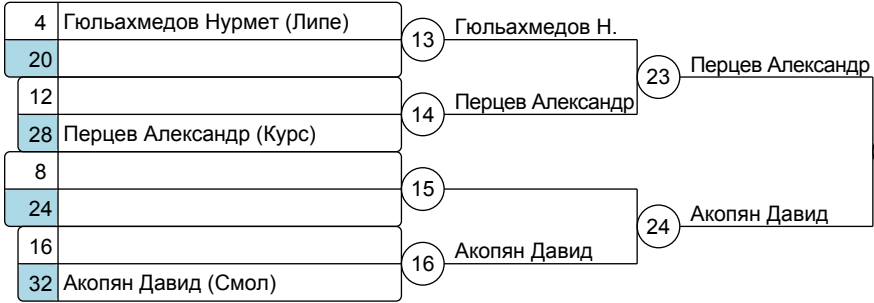 4 Гюльахмедов Нурмет (Липе)
20
13 Гюльахмедов Н.
12
28 Перцев Александр (Курс)
14 Перцев Александр
23 Перцев Александр
8
24
15
16
32 Акопян Давид (Смол)
16 Акопян Давид
24 Акопян Давид